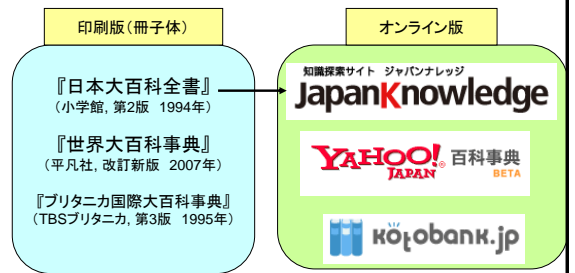 印刷版(冊子体)
『日本大百科全書』
(小学館, 第2版 1994年)
『世界大百科事典』
(平凡社, 改訂新版 2007年)
『ブリタニカ国際大百科事典』
(TBSブリタニカ, 第3版 1995年)
オンライン版
知識探索サイト ジャパンナレッジ
JapanKnowledge
YAHOO! 百科事典
JAPAN BETA
kotobank.jp